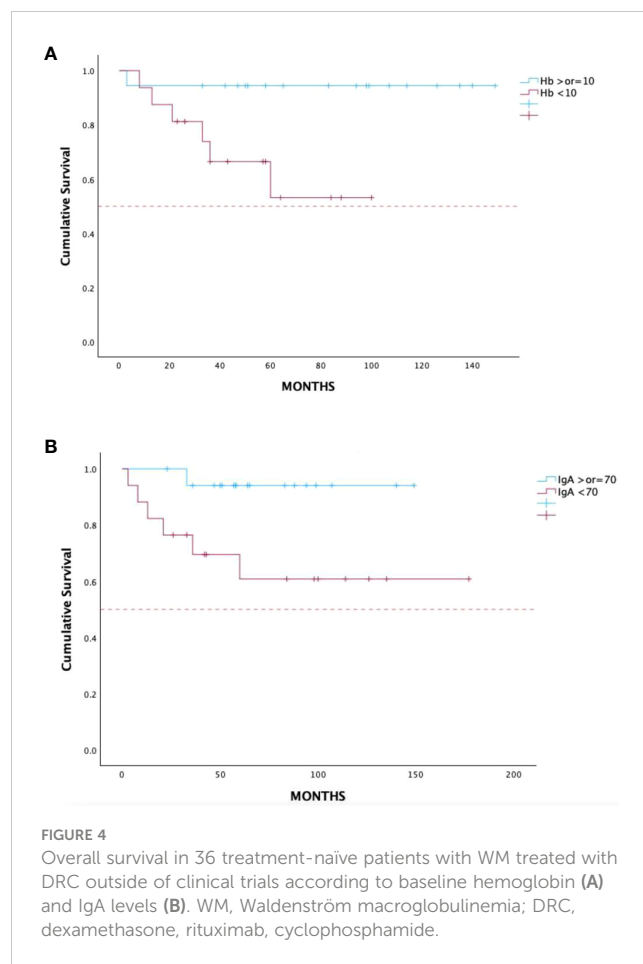 A
Cumulative Survival
1.0
0.8
0.6
0.4
0.2
0.0
0 20 40 60 80 100 120 140
MONTHS
Hb >or=10
Hb <10
B
Cumulative Survival
1.0
0.8
0.6
0.4
0.2
0.0
0 50 100 150 200
MONTHS
IgA >or=70
IgA <70
FIGURE 4
Overall survival in 36 treatment-naïve patients with WM treated with
DRC outside of clinical trials according to baseline hemoglobin (A)
and IgA levels (B). WM, Waldenström macroglobulinemia; DRC,
dexamethasone, rituximab, cyclophosphamide.